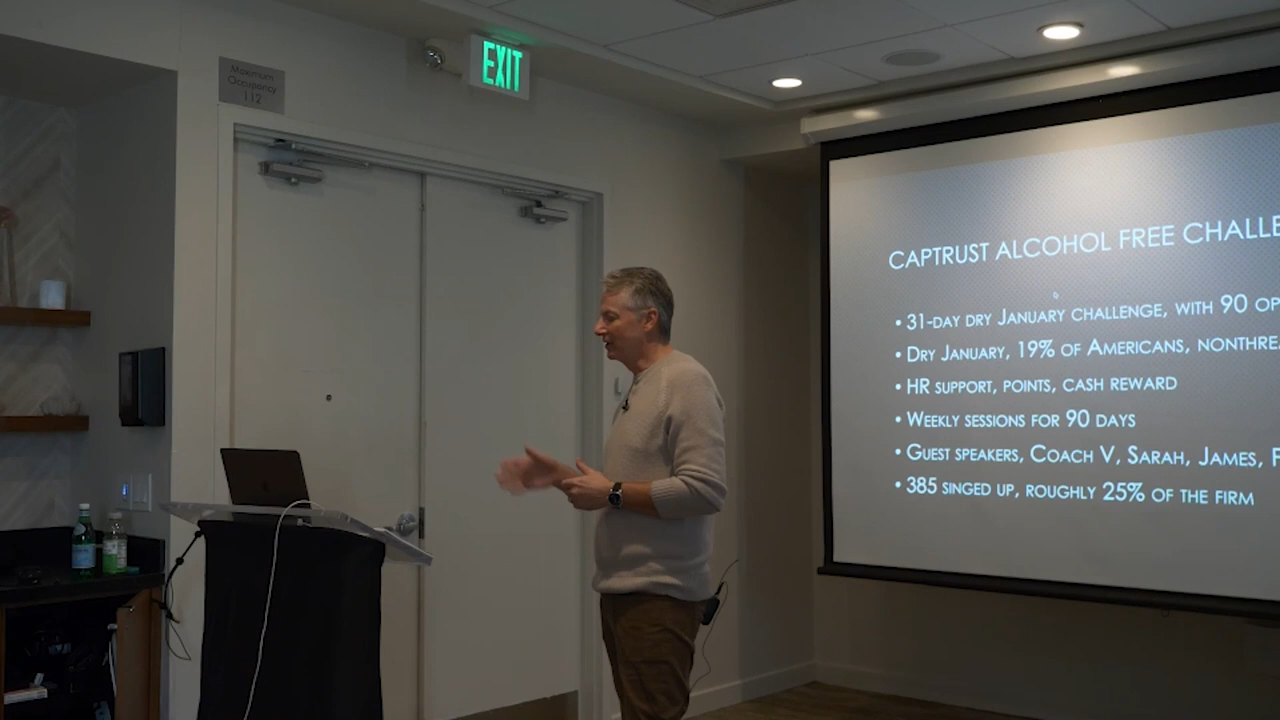 Maximum
Occupancy
112
EXIT
CAPTRUST ALCOHOL FREE CHALLE
• 31-DAY DRY JANUARY CHALLENGE, WITH 90 OP
• DRY JANUARY, 19% OF AMERICANS, NONTHRE
• HR SUPPORT, POINTS, CASH REWARD
• WEEKLY SESSIONS FOR 90 DAYS
• GUEST SPEAKERS, COACH V, SARAH, JAMES, F
• 385 SINGED UP, ROUGHLY 25% OF THE FIRM